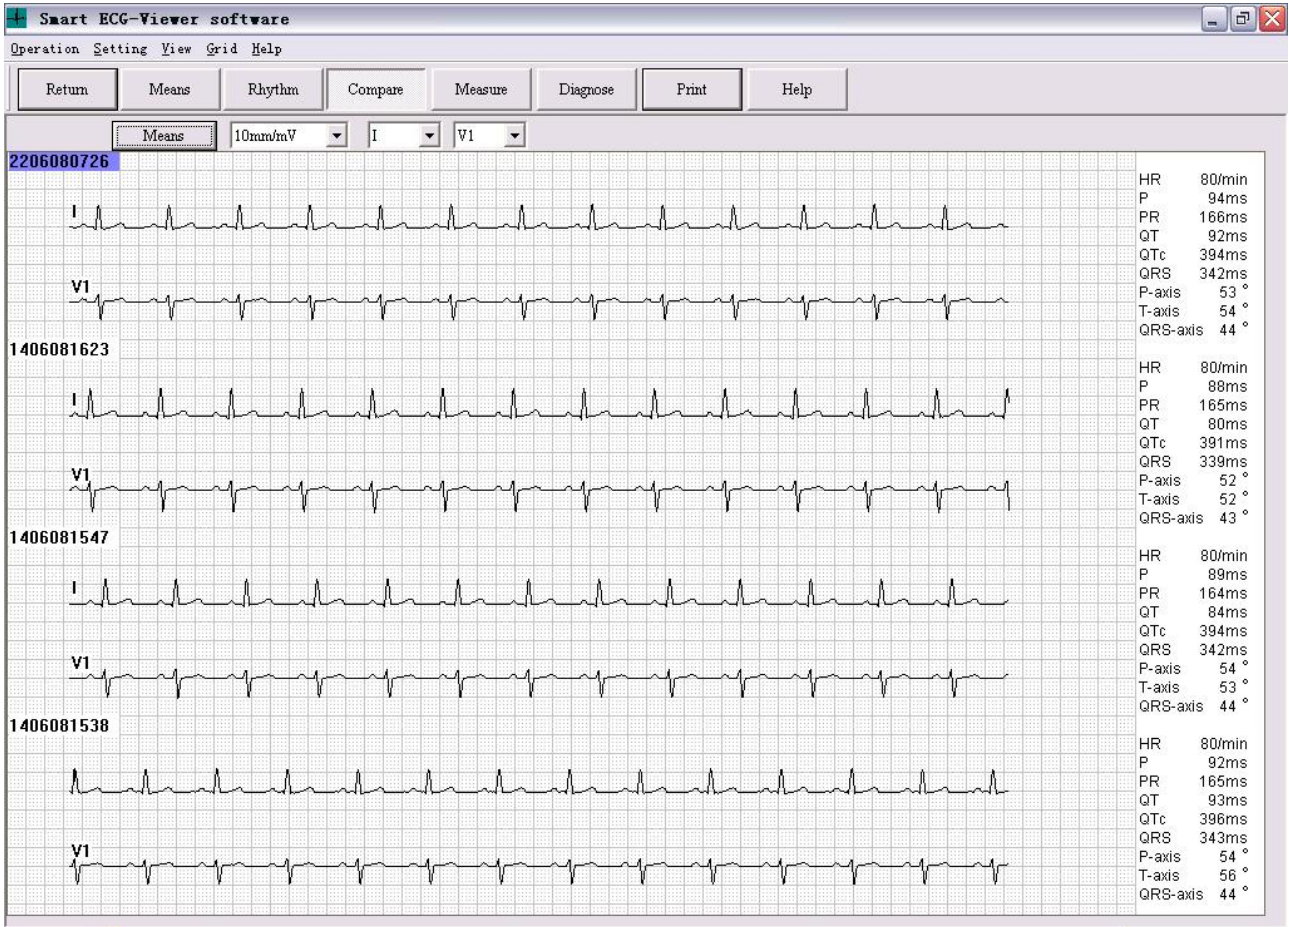 Smart ECG-Viewer software
Operation Setting View Grid Help
Return Means Rhythm Compare Measure Diagnose Print Help
Means 10mm/mV I V1
2206080726
HR 80/min
P 94ms
PR 166ms
QT 92ms
QTc 394ms
QRS 342ms
P-axis 53 °
T-axis 54 °
QRS-axis 44 °
I
V1
1406081623
HR 80/min
P 88ms
PR 165ms
QT 80ms
QTc 391ms
QRS 339ms
P-axis 52 °
T-axis 52 °
QRS-axis 43 °
I
V1
1406081547
HR 80/min
P 89ms
PR 164ms
QT 84ms
QTc 394ms
QRS 342ms
P-axis 54 °
T-axis 53 °
QRS-axis 44 °
I
V1
1406081538
HR 80/min
P 92ms
PR 165ms
QT 93ms
QTc 396ms
QRS 343ms
P-axis 54 °
T-axis 56 °
QRS-axis 44 °
V1